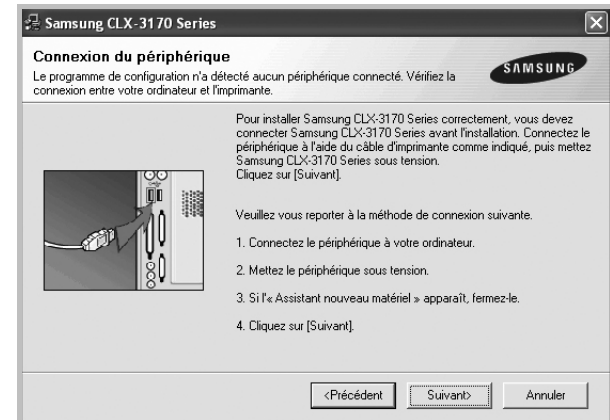 Samsung CLX-3170 Series
Connexion du périphérique
Le programme de configuration n'a détecté aucun périphérique connecté. Vérifiez la
connexion entre votre ordinateur et l'imprimante.
SAMSUNG
Pour installer Samsung CLX-3170 Series correctement, vous devez
connecter Samsung CLX-3170 Series avant l'installation. Connectez le
périphérique à l'aide du câble d'imprimante comme indiqué, puis mettez
Samsung CLX-3170 Series sous tension.
Cliquez sur [Suivant].
Veuillez vous reporter à la méthode de connexion suivante.
1. Connectez le périphérique à votre ordinateur.
2. Mettez le périphérique sous tension.
3. Si l'« Assistant nouveau matériel » apparaît, fermez-le.
4. Cliquez sur [Suivant].
<Précédent
Suivant>
Annuler